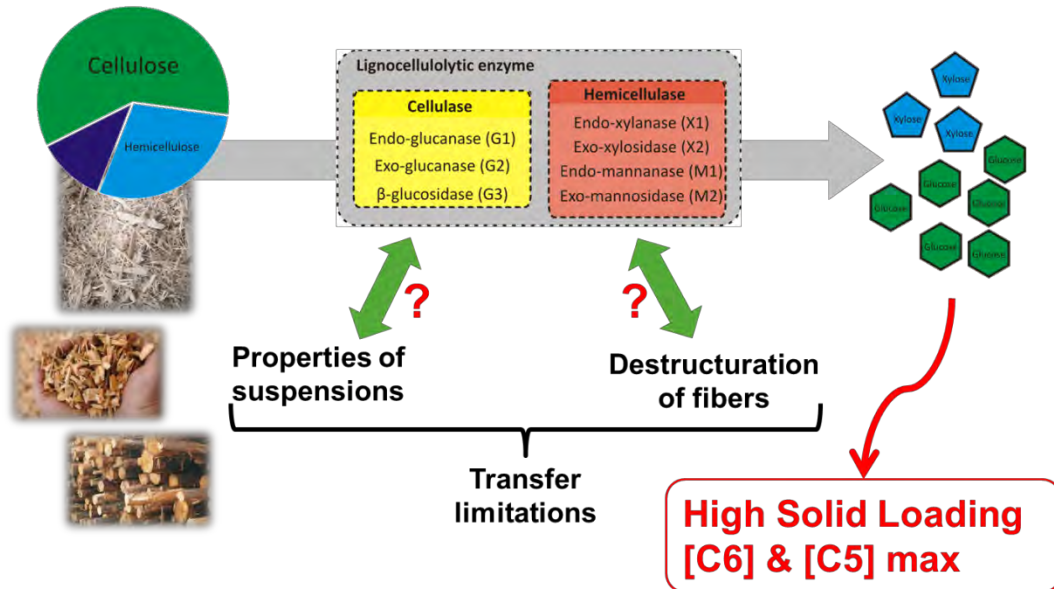 Cellulose
Hemicellulose
Lignocellulolytic enzyme
Cellulase
Endo-glucanase (G1)
Exo-glucanase (G2)
β-glucosidase (G3)
Hemicellulase
Endo-xylanase (X1)
Exo-xylosidase (X2)
Endo-mannanase (M1)
Exo-mannosidase (M2)
Xylose
Xylose
Xylose
Glucose
Glucose
Glucose
Glucose
Glucose
Glucose
?
?
Properties of
suspensions
Destructuration
of fibers
Transfer
limitations
High Solid Loading
[C6] & [C5] max